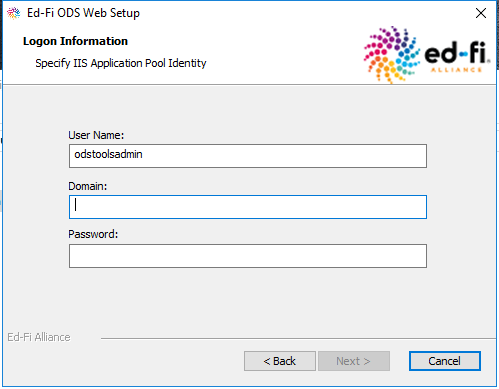 Ed-Fi ODS Web Setup
Logon Information
Specify IIS Application Pool Identity
ed-fi
ALLIANCE
User Name:
odstoolsadmin
Domain:
Password:
Ed-Fi Alliance
< Back
Next >
Cancel